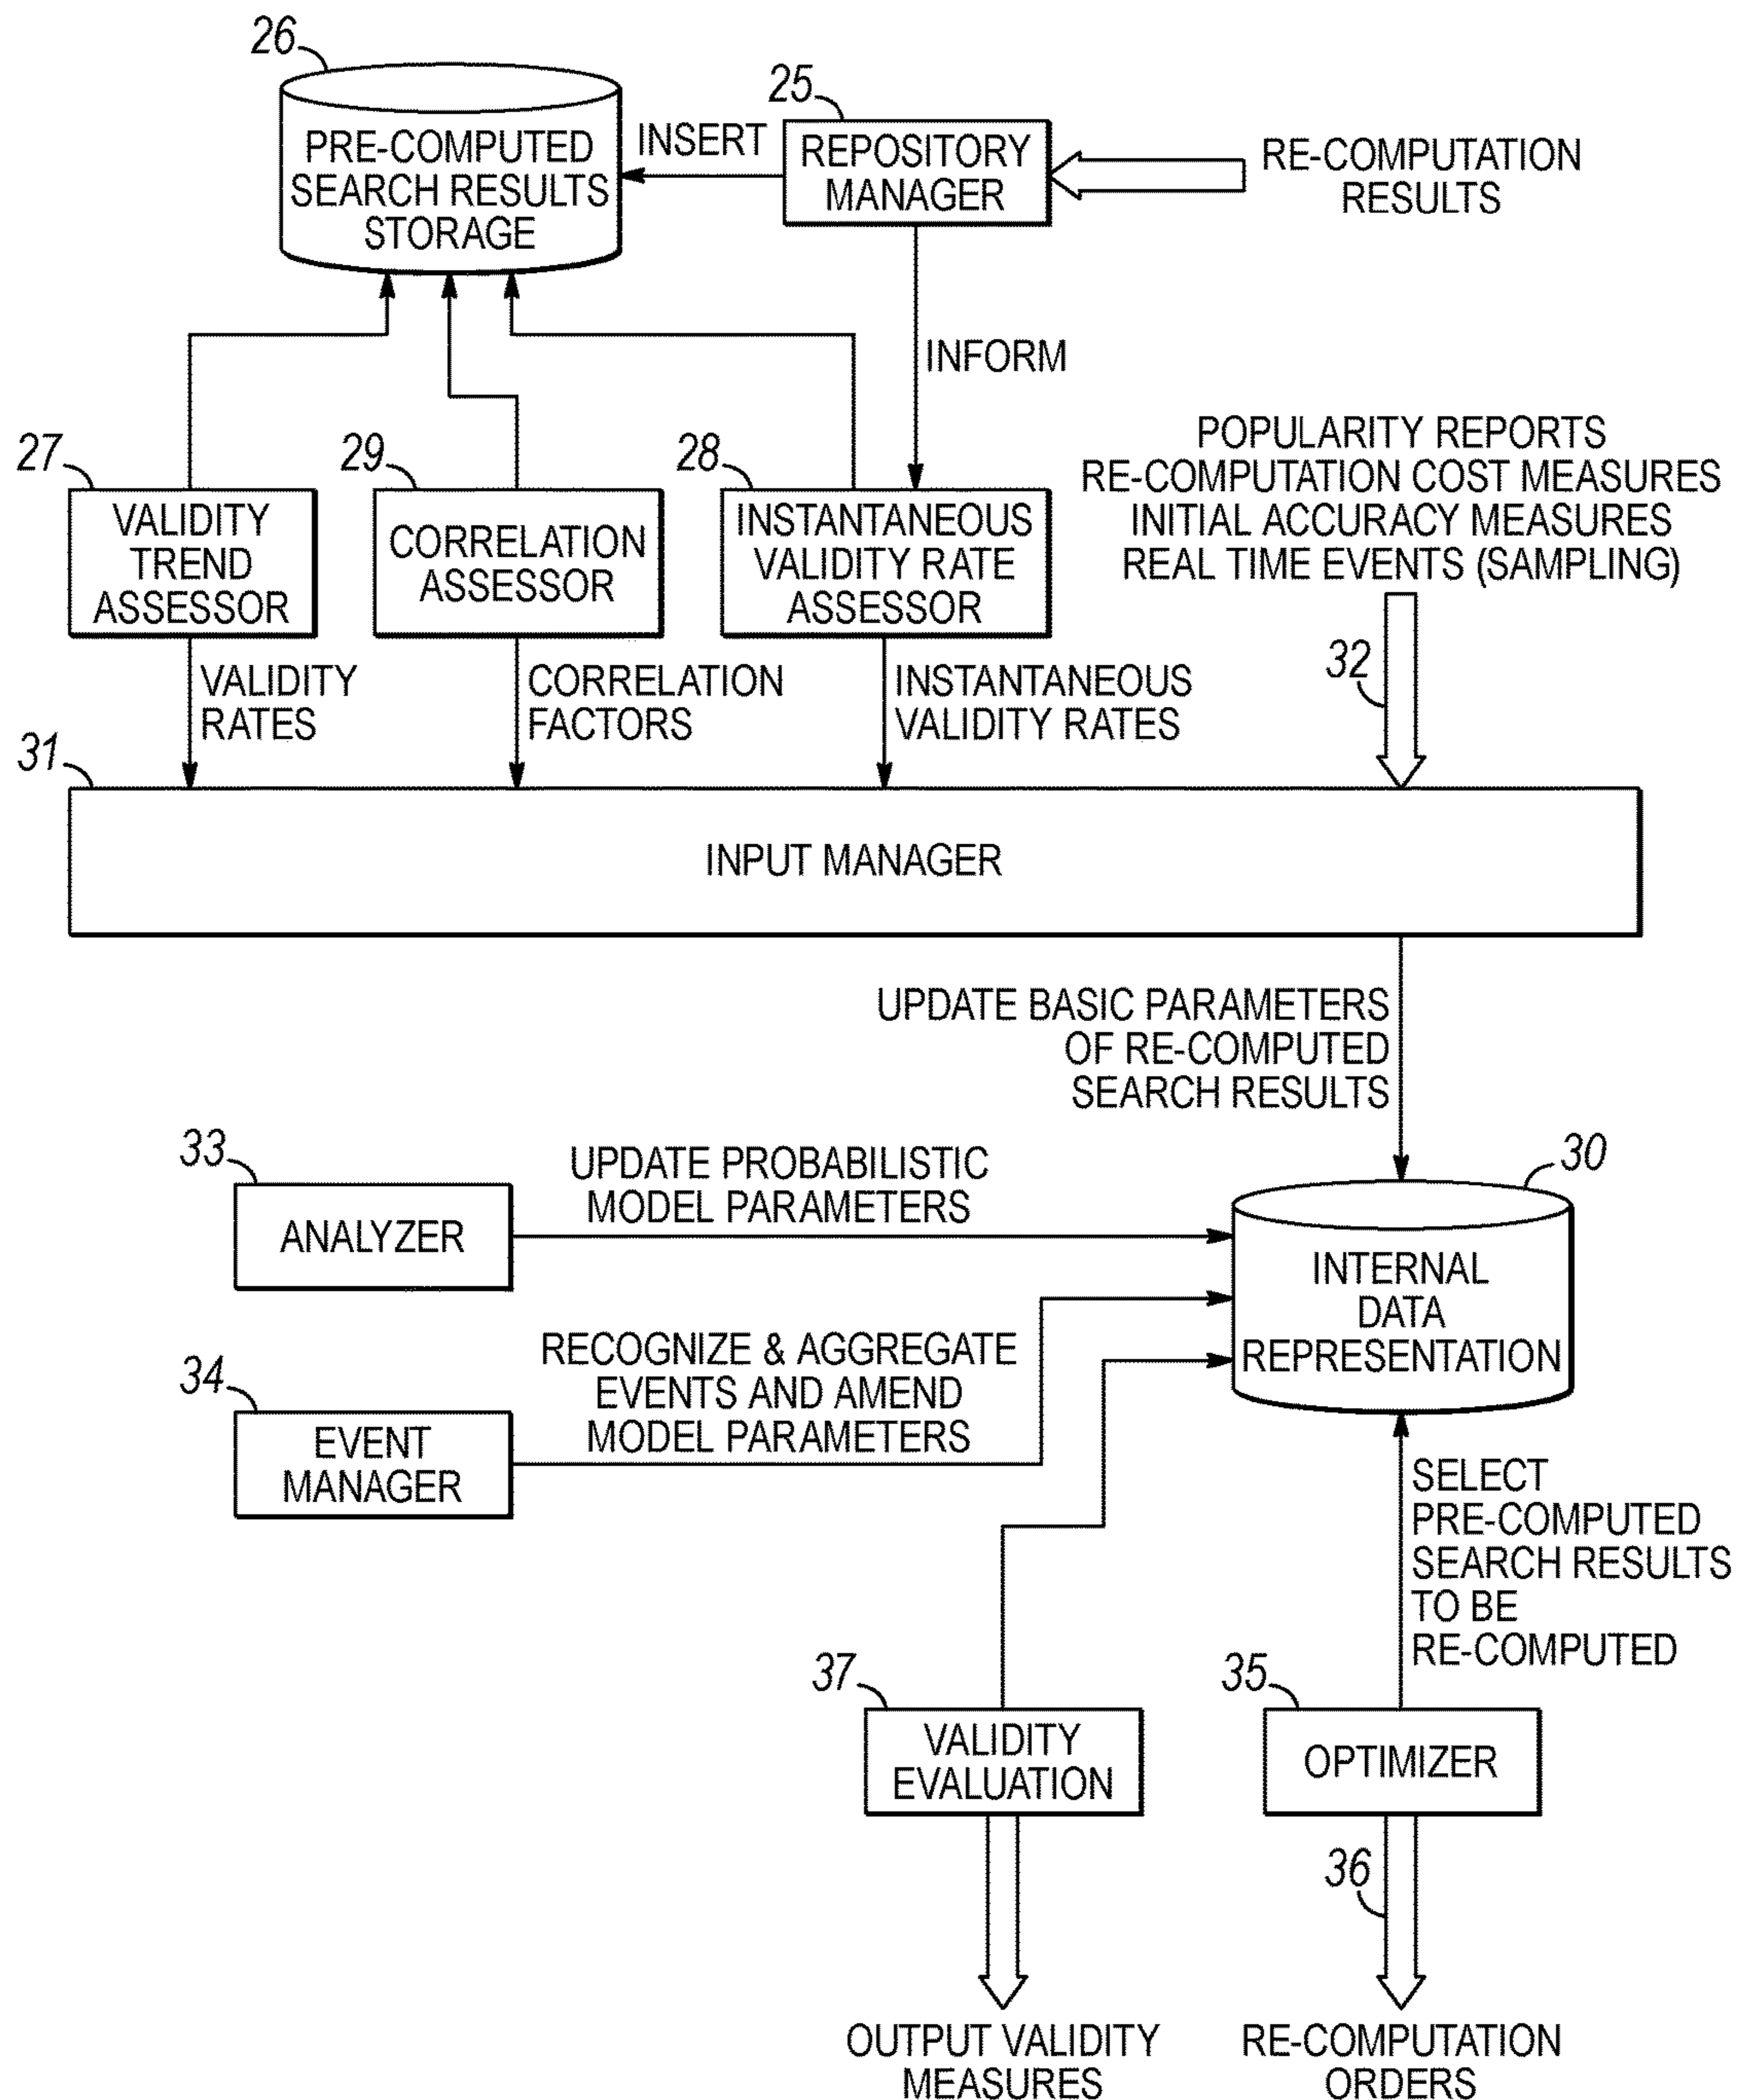 26
PRE-COMPUTED
SEARCH RESULTS
STORAGE
INSERT
25
REPOSITORY
MANAGER
RE-COMPUTATION
RESULTS
INFORM
27
VALIDITY
TREND
ASSESSOR
29
CORRELATION
ASSESSOR
28
INSTANTANEOUS
VALIDITY RATE
ASSESSOR
POPULARITY REPORTS
RE-COMPUTATION COST MEASURES
INITIAL ACCURACY MEASURES
REAL TIME EVENTS (SAMPLING)
32
VALIDITY
RATES
CORRELATION
FACTORS
INSTANTANEOUS
VALIDITY RATES
31
INPUT MANAGER
UPDATE BASIC PARAMETERS
OF RE-COMPUTED
SEARCH RESULTS
33
ANALYZER
UPDATE PROBABILISTIC
MODEL PARAMETERS
30
INTERNAL
DATA
REPRESENTATION
34
EVENT
MANAGER
RECOGNIZE & AGGREGATE
EVENTS AND AMEND
MODEL PARAMETERS
SELECT
PRE-COMPUTED
SEARCH RESULTS
TO BE
RE-COMPUTED
37
VALIDITY
EVALUATION
35
OPTIMIZER
36
OUTPUT VALIDITY
MEASURES
RE-COMPUTATION
ORDERS